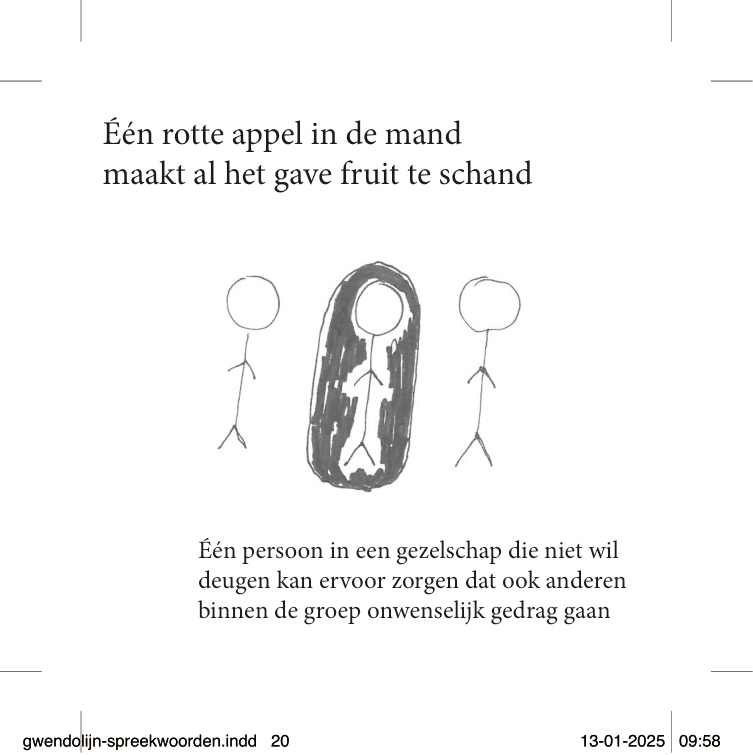 Één rotte appel in de mand
maakt al het gave fruit te schand
Één persoon in een gezelschap die niet wil
deugen kan ervoor zorgen dat ook anderen
binnen de groep onwenselijk gedrag gaan
gwendolijn-spreekwoorden.indd 20
13-01-2025 09:58